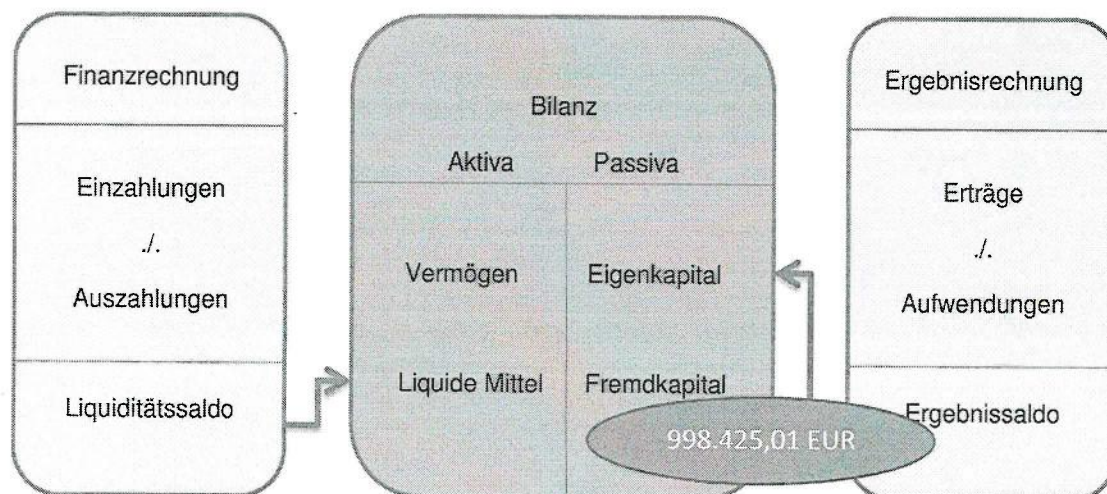 Finanzrechnung
Einzahlungen
./.
Auszahlungen
Liquiditätssaldo
Bilanz
Aktiva Passiva
Vermögen Eigenkapital
Liquide Mittel Fremdkapital
998.425,01 EUR
Ergebnisrechnung
Erträge
./.
Aufwendungen
Ergebnissaldo